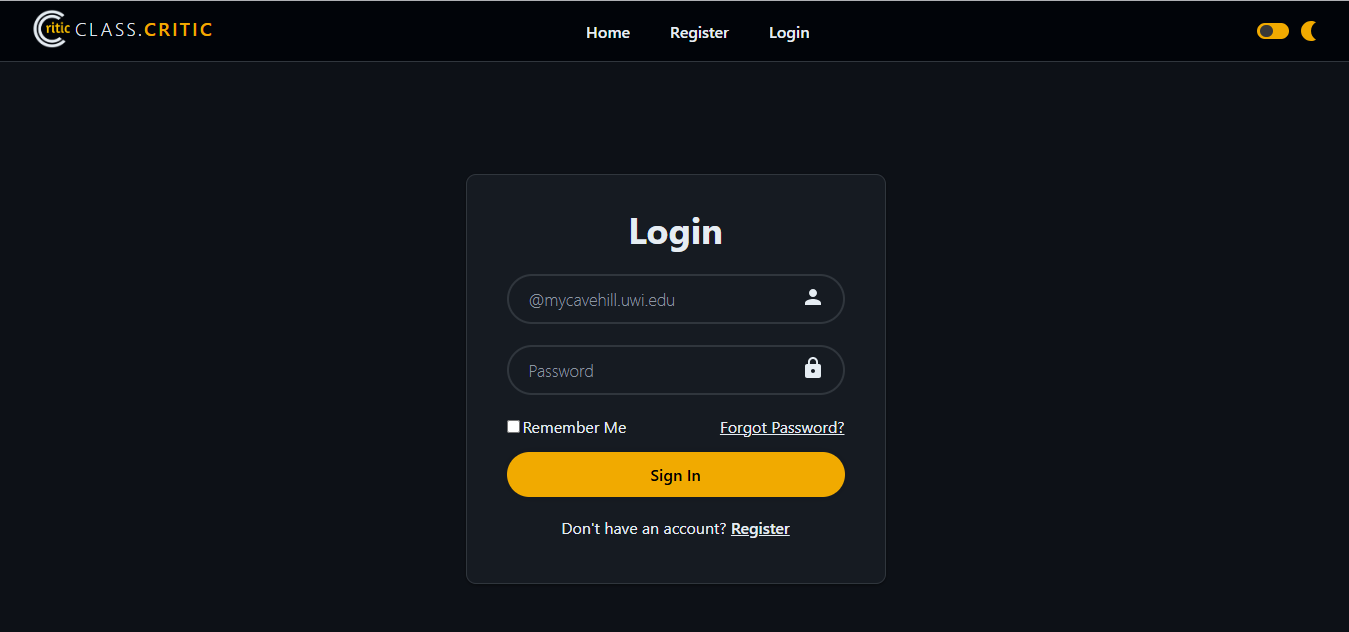 ritic CLASS.CRITIC
Home Register Login
Login
@mycavehill.uwi.edu
Password
Remember Me Forgot Password?
Sign In
Don't have an account? Register